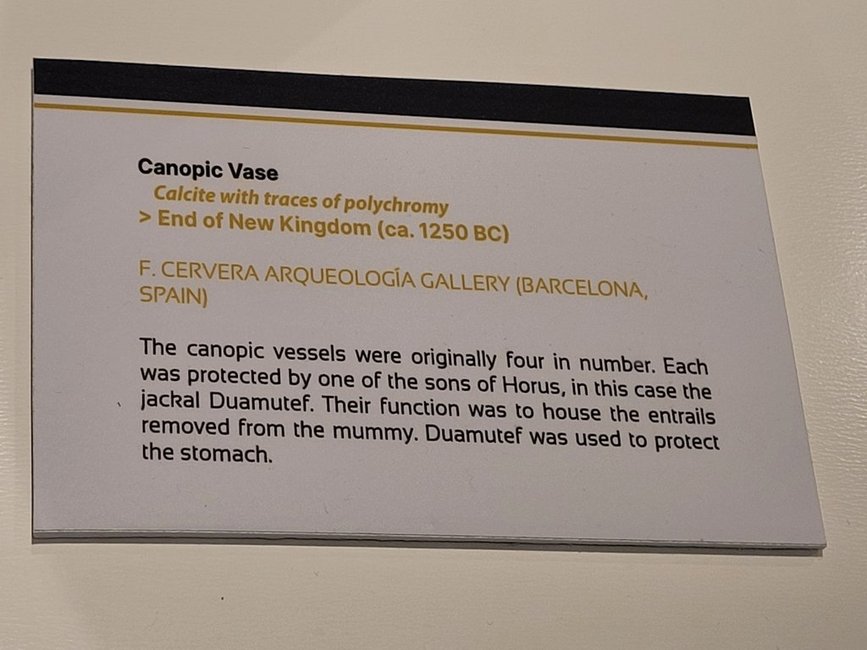 Canopic Vase
Calcite with traces of polychromy
> End of New Kingdom (ca. 1250 BC)
F. CERVERA ARQUEOLOGÍA GALLERY (BARCELONA,
SPAIN)
The canopic vessels were originally four in number. Each
was protected by one of the sons of Horus, in this case the
jackal Duamutef. Their function was to house the entrails
removed from the mummy. Duamutef was used to protect
the stomach.